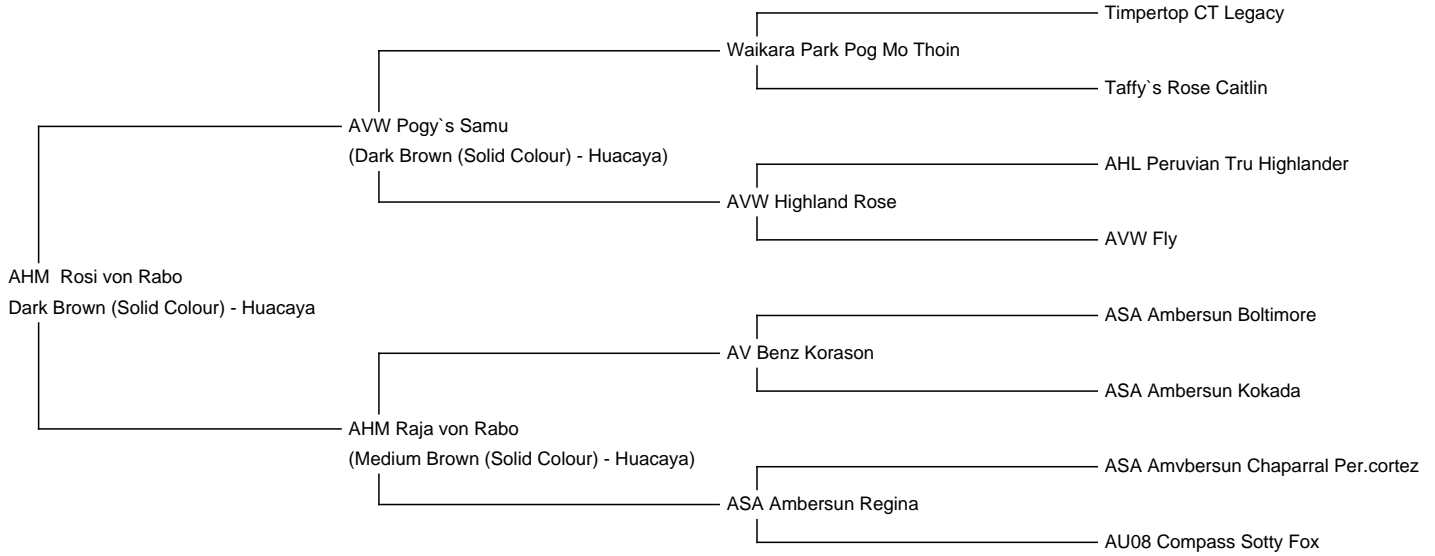 Timpertop CT Legacy
Waikara Park Pog Mo Thoin
Taffy`s Rose Caitlin
AVW Pogy`s Samu
(Dark Brown (Solid Colour) - Huacaya)
AHL Peruvian Tru Highlander
AVW Highland Rose
AVW Fly
AHM  Rosi von Rabo
Dark Brown (Solid Colour) - Huacaya
ASA Ambersun Boltimore
AV Benz Korason
ASA Ambersun Kokada
AHM Raja von Rabo
(Medium Brown (Solid Colour) - Huacaya)
ASA Amvbersun Chaparral Per.cortez
ASA Ambersun Regina
AU08 Compass Sotty Fox